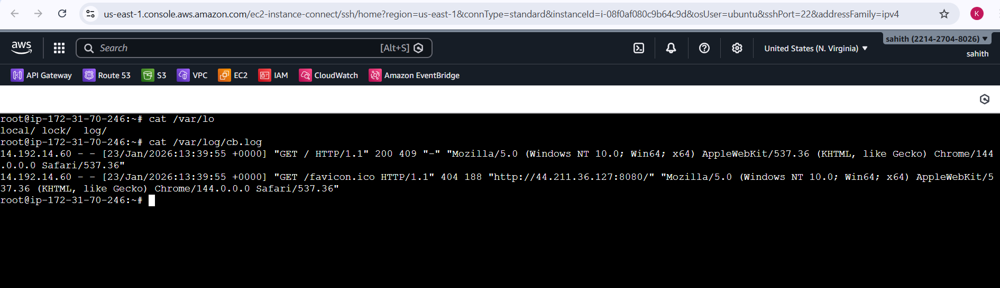 us-east-1.console.aws.amazon.com/ec2-instance-connect/ssh/home?region=us-east-1&connType=standard&instanceId=i-08f0af080c9b64c9d&osUser=ubuntu&sshPort=22&addressFamily=ipv4
K
aws
Search
[Alt+S]
United States (N. Virginia)
sahith (2214-2704-8026)
sahith
API Gateway
Route 53
S3
VPC
EC2
IAM
CloudWatch
Amazon EventBridge
root@ip-172-31-70-246:~# cat /var/lo
local/ lock/  log/
root@ip-172-31-70-246:~# cat /var/log/cb.log
14.192.14.60 - - [23/Jan/2026:13:39:55 +0000] "GET / HTTP/1.1" 200 409 "-" "Mozilla/5.0 (Windows NT 10.0; Win64; x64) AppleWebKit/537.36 (KHTML, like Gecko) Chrome/144
.0.0.0 Safari/537.36"
14.192.14.60 - - [23/Jan/2026:13:39:55 +0000] "GET /favicon.ico HTTP/1.1" 404 188 "http://44.211.36.127:8080/" "Mozilla/5.0 (Windows NT 10.0; Win64; x64) AppleWebKit/5
37.36 (KHTML, like Gecko) Chrome/144.0.0.0 Safari/537.36"
root@ip-172-31-70-246:~#